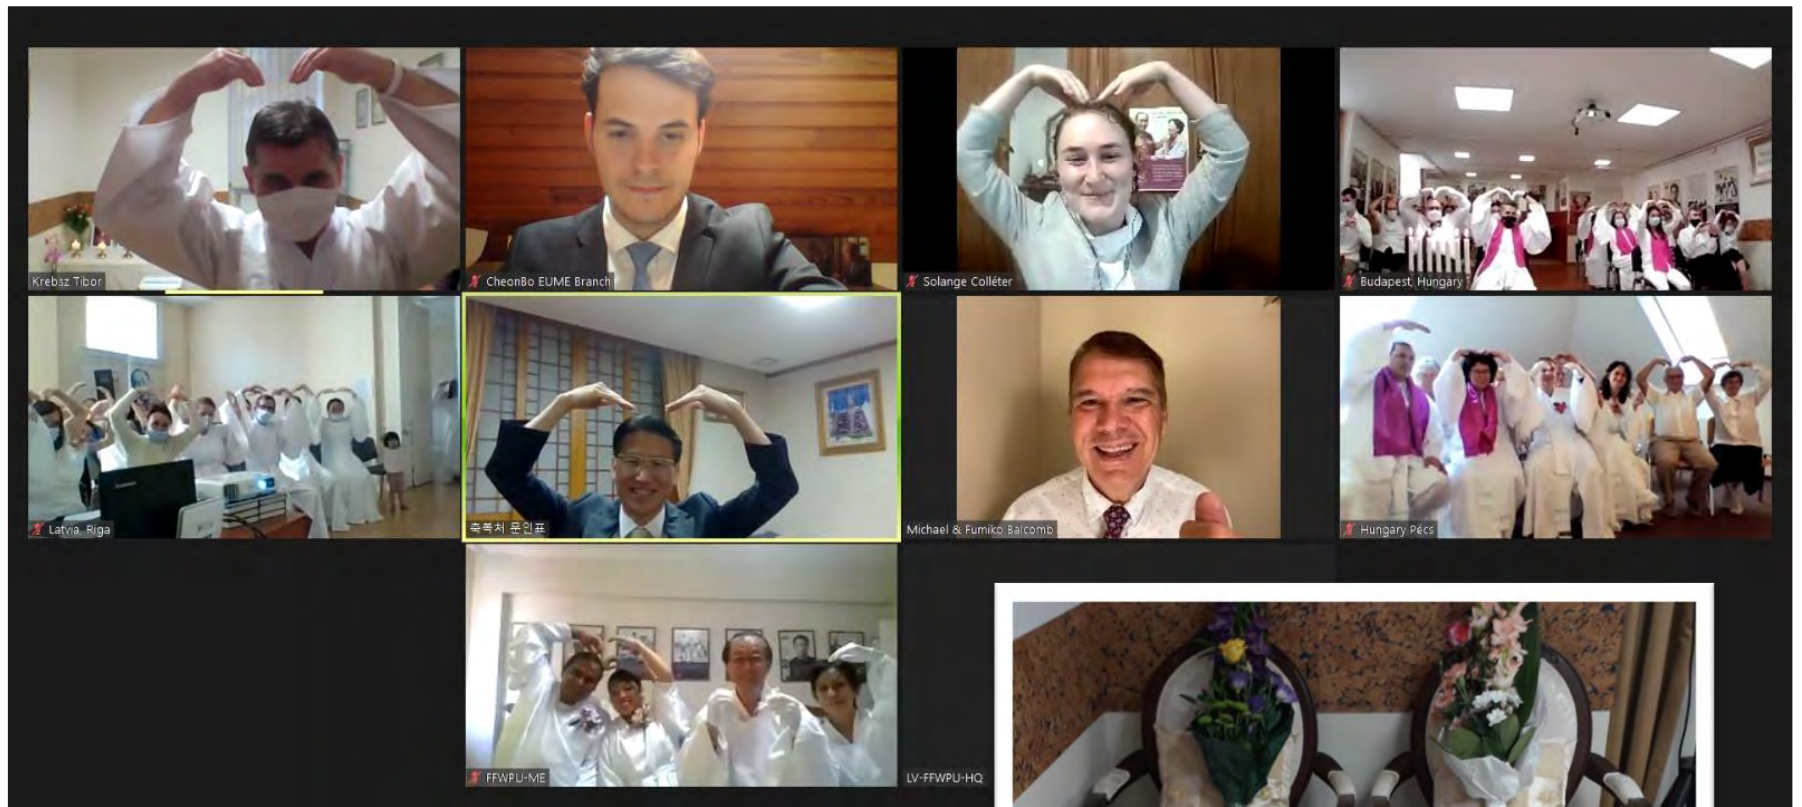 Krebsz Tibor
CheonBo EUME Branch
Solange Colléter
Budapest, Hungary
Latvia, Riga
축복처 문인표
Michael & Fumiko Balcomb
Hungary Pécs
FFWPU-ME
LV-FFWPU-HQ